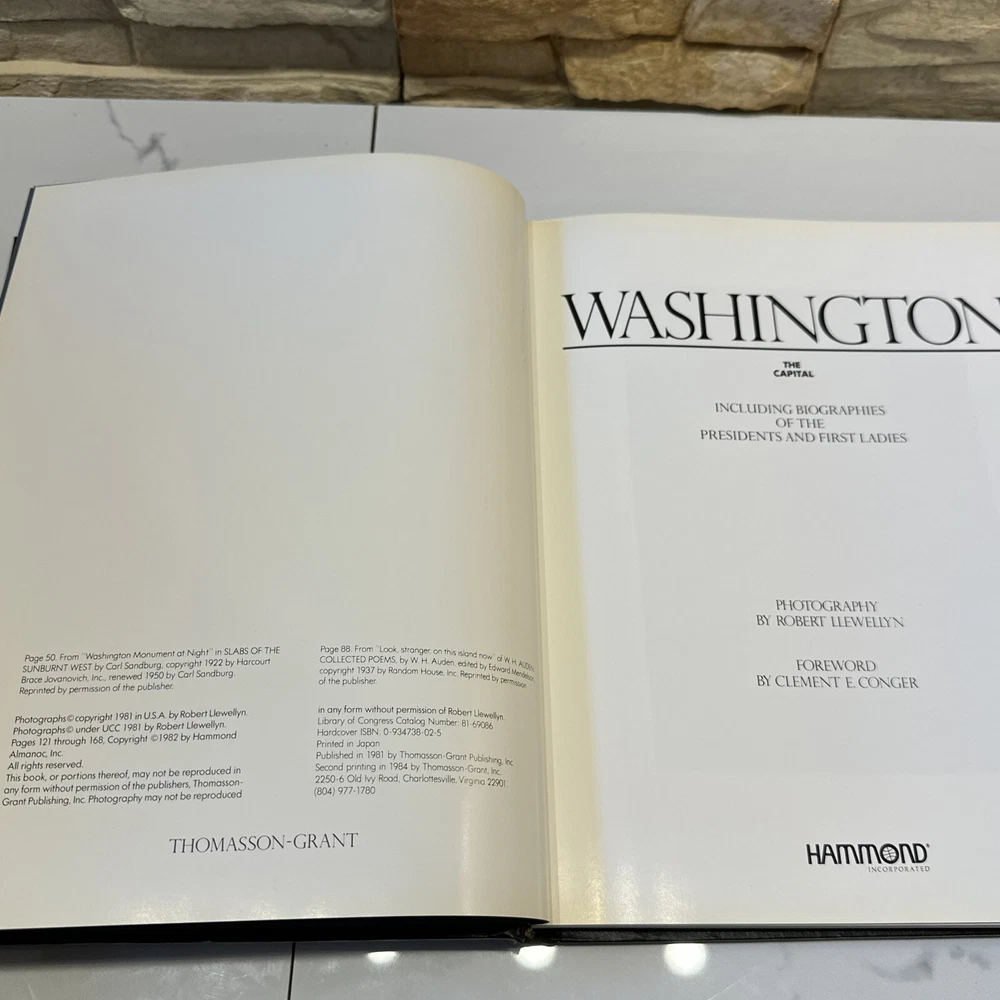 Page 50. From "Washington Monument at Night" in SLABS OF THE
SUNBURNT WEST by Carl Sandburg, copyright 1922 by Harcourt
Brace Jovanovich, Inc., renewed 1950 by Carl Sandburg.
Reprinted by permission of the publisher.
Photographs © copyright 1981 in U.S.A. by Robert Llewellyn.
Photographs © under UCC 1981 by Robert Llewellyn.
Pages 121 through 168, Copyright ©1982 by Hammond
Almanac, Inc.
All rights reserved.
This book, or portions thereof, may not be reproduced in
any form without permission of the publishers, Thomasson-
Grant Publishing, Inc. Photography may not be reproduced
Page 88. From "Look, stranger, on this island now" of W. H. AUDEN:
COLLECTED POEMS, by W. H. Auden, edited by Edward Mendelson,
copyright 1937 by Random House, Inc. Reprinted by permission
of the publisher.
in any form without permission of Robert Llewellyn.
Library of Congress Catalog Number: 81-69086
Hardcover ISBN: 0-934738-02-5
Printed in Japan
Published in 1981 by Thomasson-Grant Publishing, Inc.
Second printing in 1984 by Thomasson-Grant, Inc.
2250-6 Old Ivy Road, Charlottesville, Virginia 22901
(804) 977-1780
THOMASSON-GRANT
WASHINGTON
THE
CAPITAL
INCLUDING BIOGRAPHIES
OF THE
PRESIDENTS AND FIRST LADIES
PHOTOGRAPHY
BY ROBERT LLEWELLYN
FOREWORD
BY CLEMENT E. CONGER
HAMMOND®
INCORPORATED